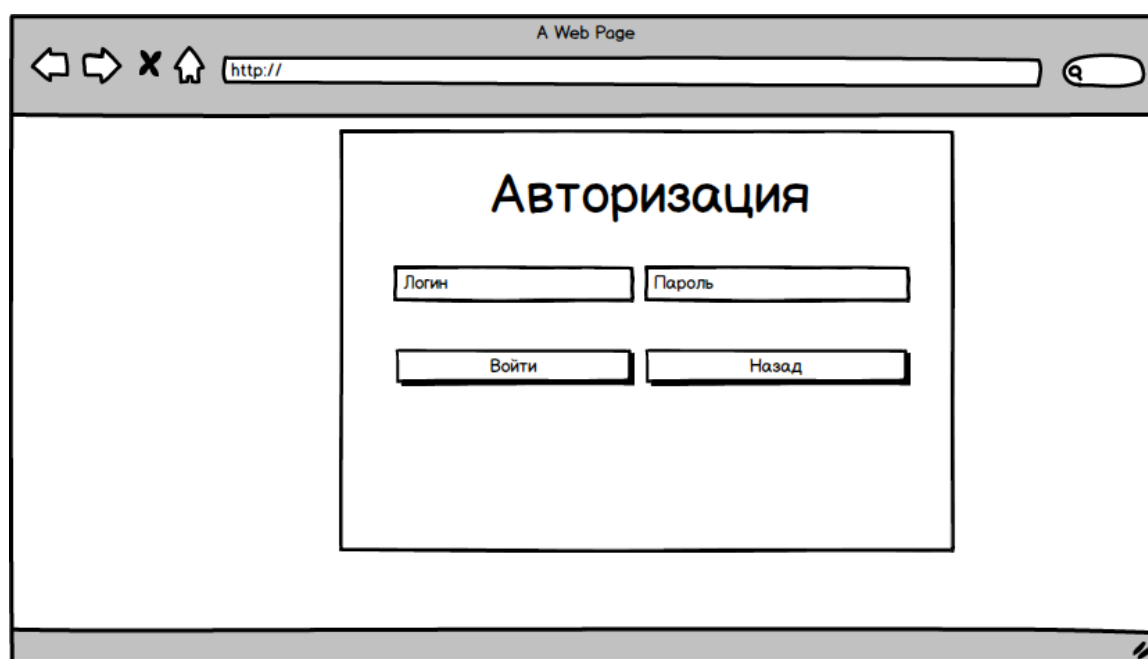 A Web Page
http://
Авторизация
Логин Пароль
Войти Назад